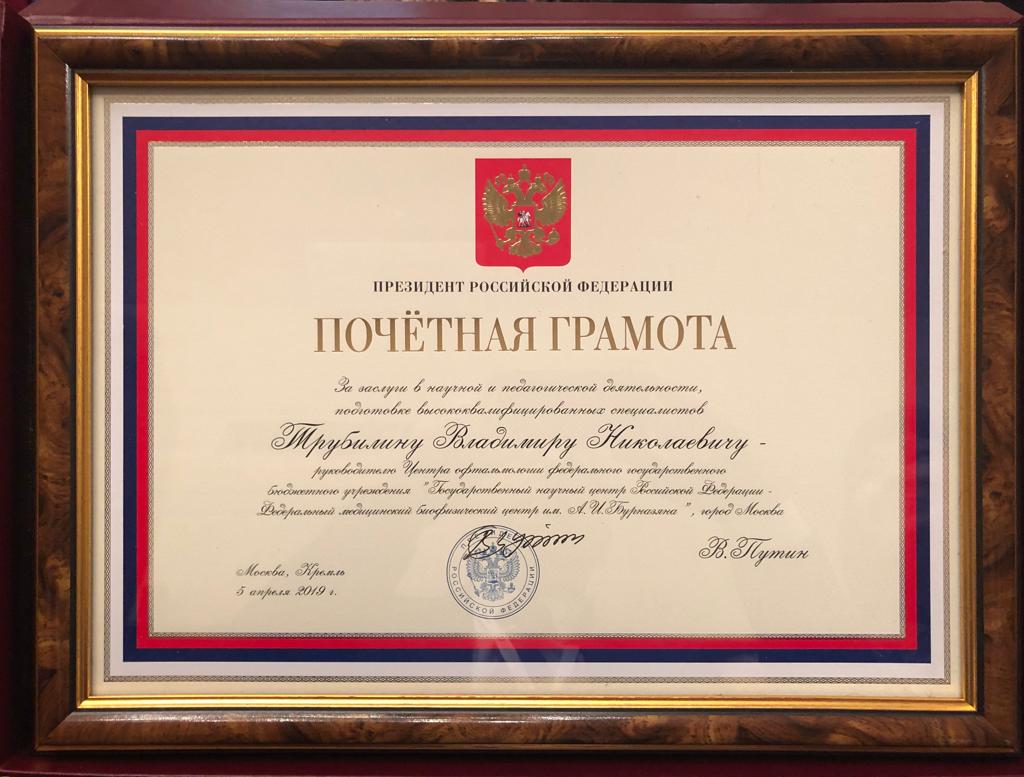 ПРЕЗИДЕНТ РОССИЙСКОЙ ФЕДЕРАЦИИ
ПОЧЁТНАЯ ГРАМОТА
За заслуги в научной и педагогической деятельности,
подготовке высококвалифицированных специалистов
Трубилину Владимиру Николаевичу -
руководителю Центра офтальмологии федерального государственного
бюджетного учреждения "Государственный научный центр Российской Федерации -
Федеральный медицинский биофизический центр им. А.И.Бурназяна", город Москва
В.Путин
Москва, Кремль
5 апреля 2019 г.
РОССИЙСКОЙ ФЕДЕРАЦИИ